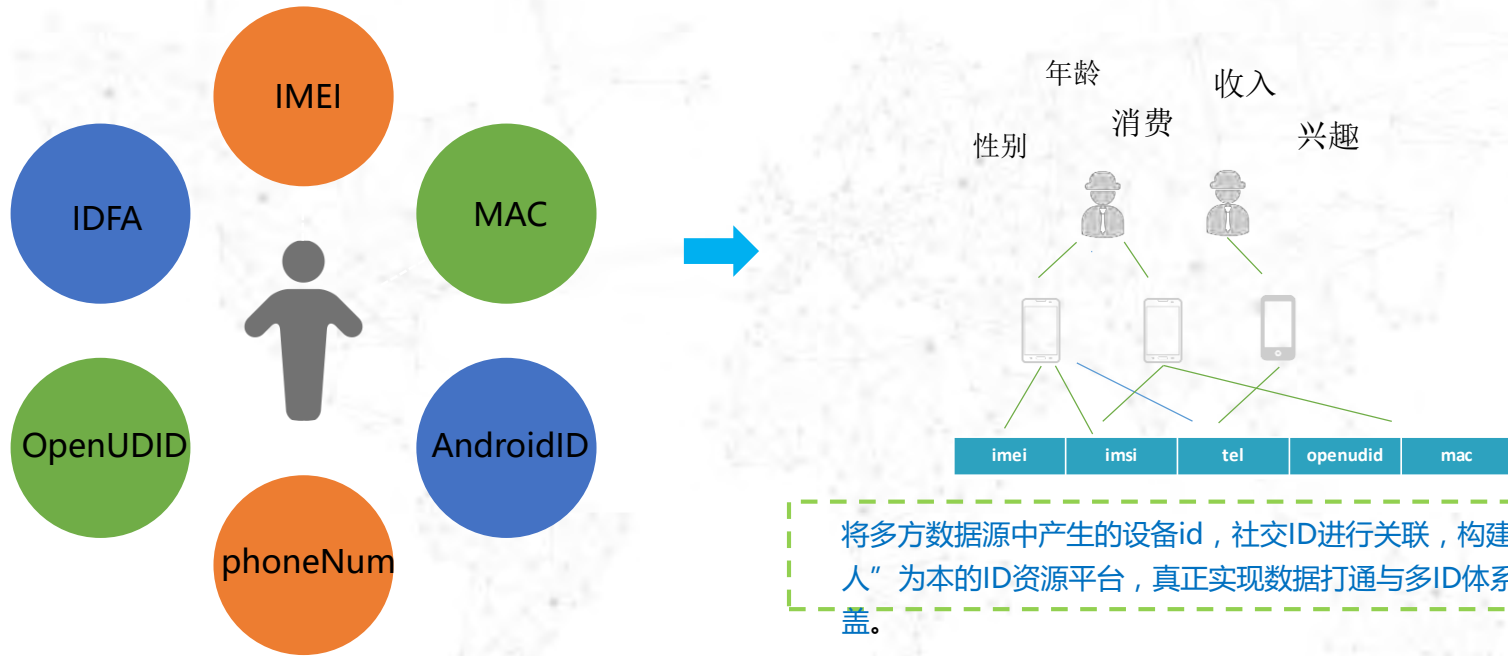 IMEI
IDFA
MAC
OpenUDID
AndroidID
phoneNum
年龄
收入
消费
性别
兴趣
imei imsi tel openudid mac
将多方数据源中产生的设备id，社交ID进行关联，构建
人”为本的ID资源平台，真正实现数据打通与多ID体系
盖。